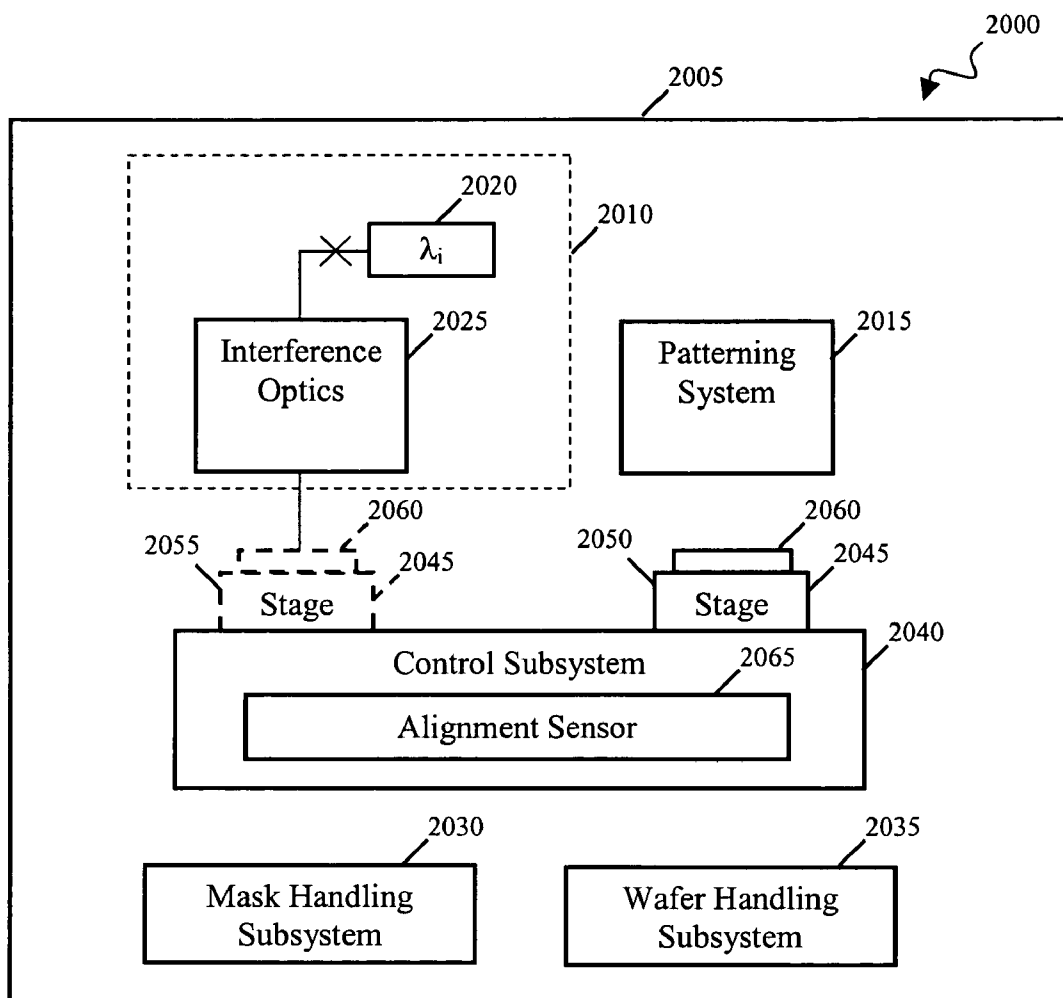 2000
2005
2020
2010
λi
2025
Interference
Optics
2015
Patterning
System
2060
2055
2045
Stage
2060
2050
2045
Stage
2040
Control Subsystem
2065
Alignment Sensor
2030
Mask Handling
Subsystem
2035
Wafer Handling
Subsystem